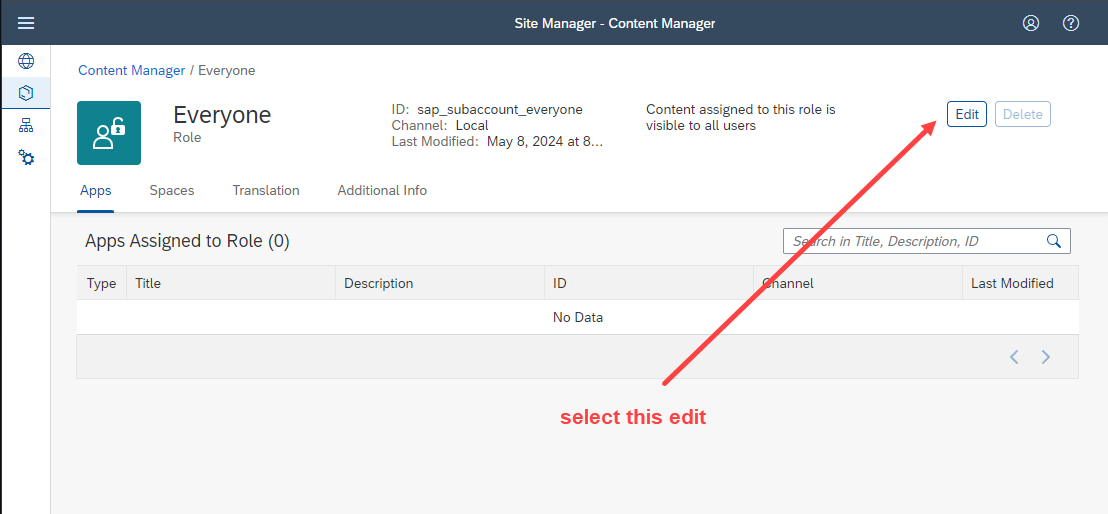 Site Manager - Content Manager
Content Manager / Everyone
Everyone
Role
ID: sap_subaccount_everyone
Channel: Local
Last Modified: May 8, 2024 at 8...
Content assigned to this role is
visible to all users
Edit
Delete
Apps
Spaces
Translation
Additional Info
Apps Assigned to Role (0)
Search in Title, Description, ID
Type
Title
Description
ID
Channel
Last Modified
No Data
select this edit